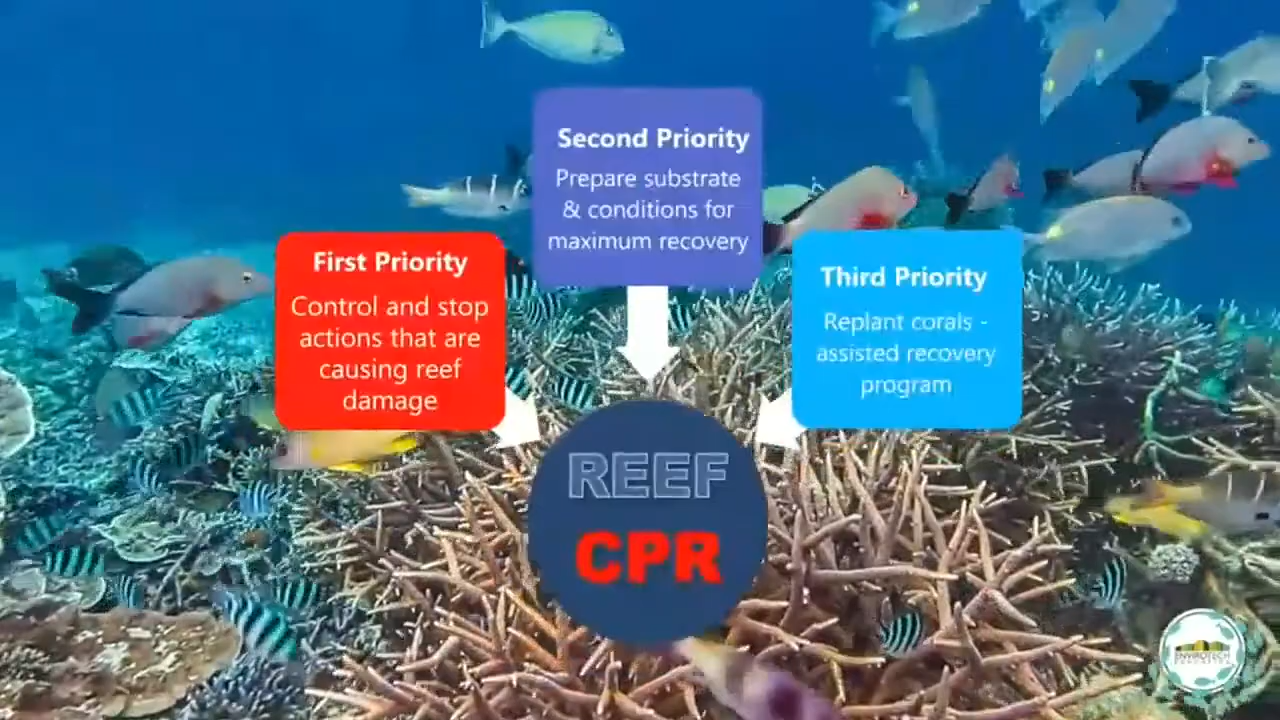 First Priority
Control and stop
actions that are
causing reef
damage
Second Priority
Prepare substrate
& conditions for
maximum recovery
Third Priority
Replant corals -
assisted recovery
program
REEF
CPR
ENVIROTECH